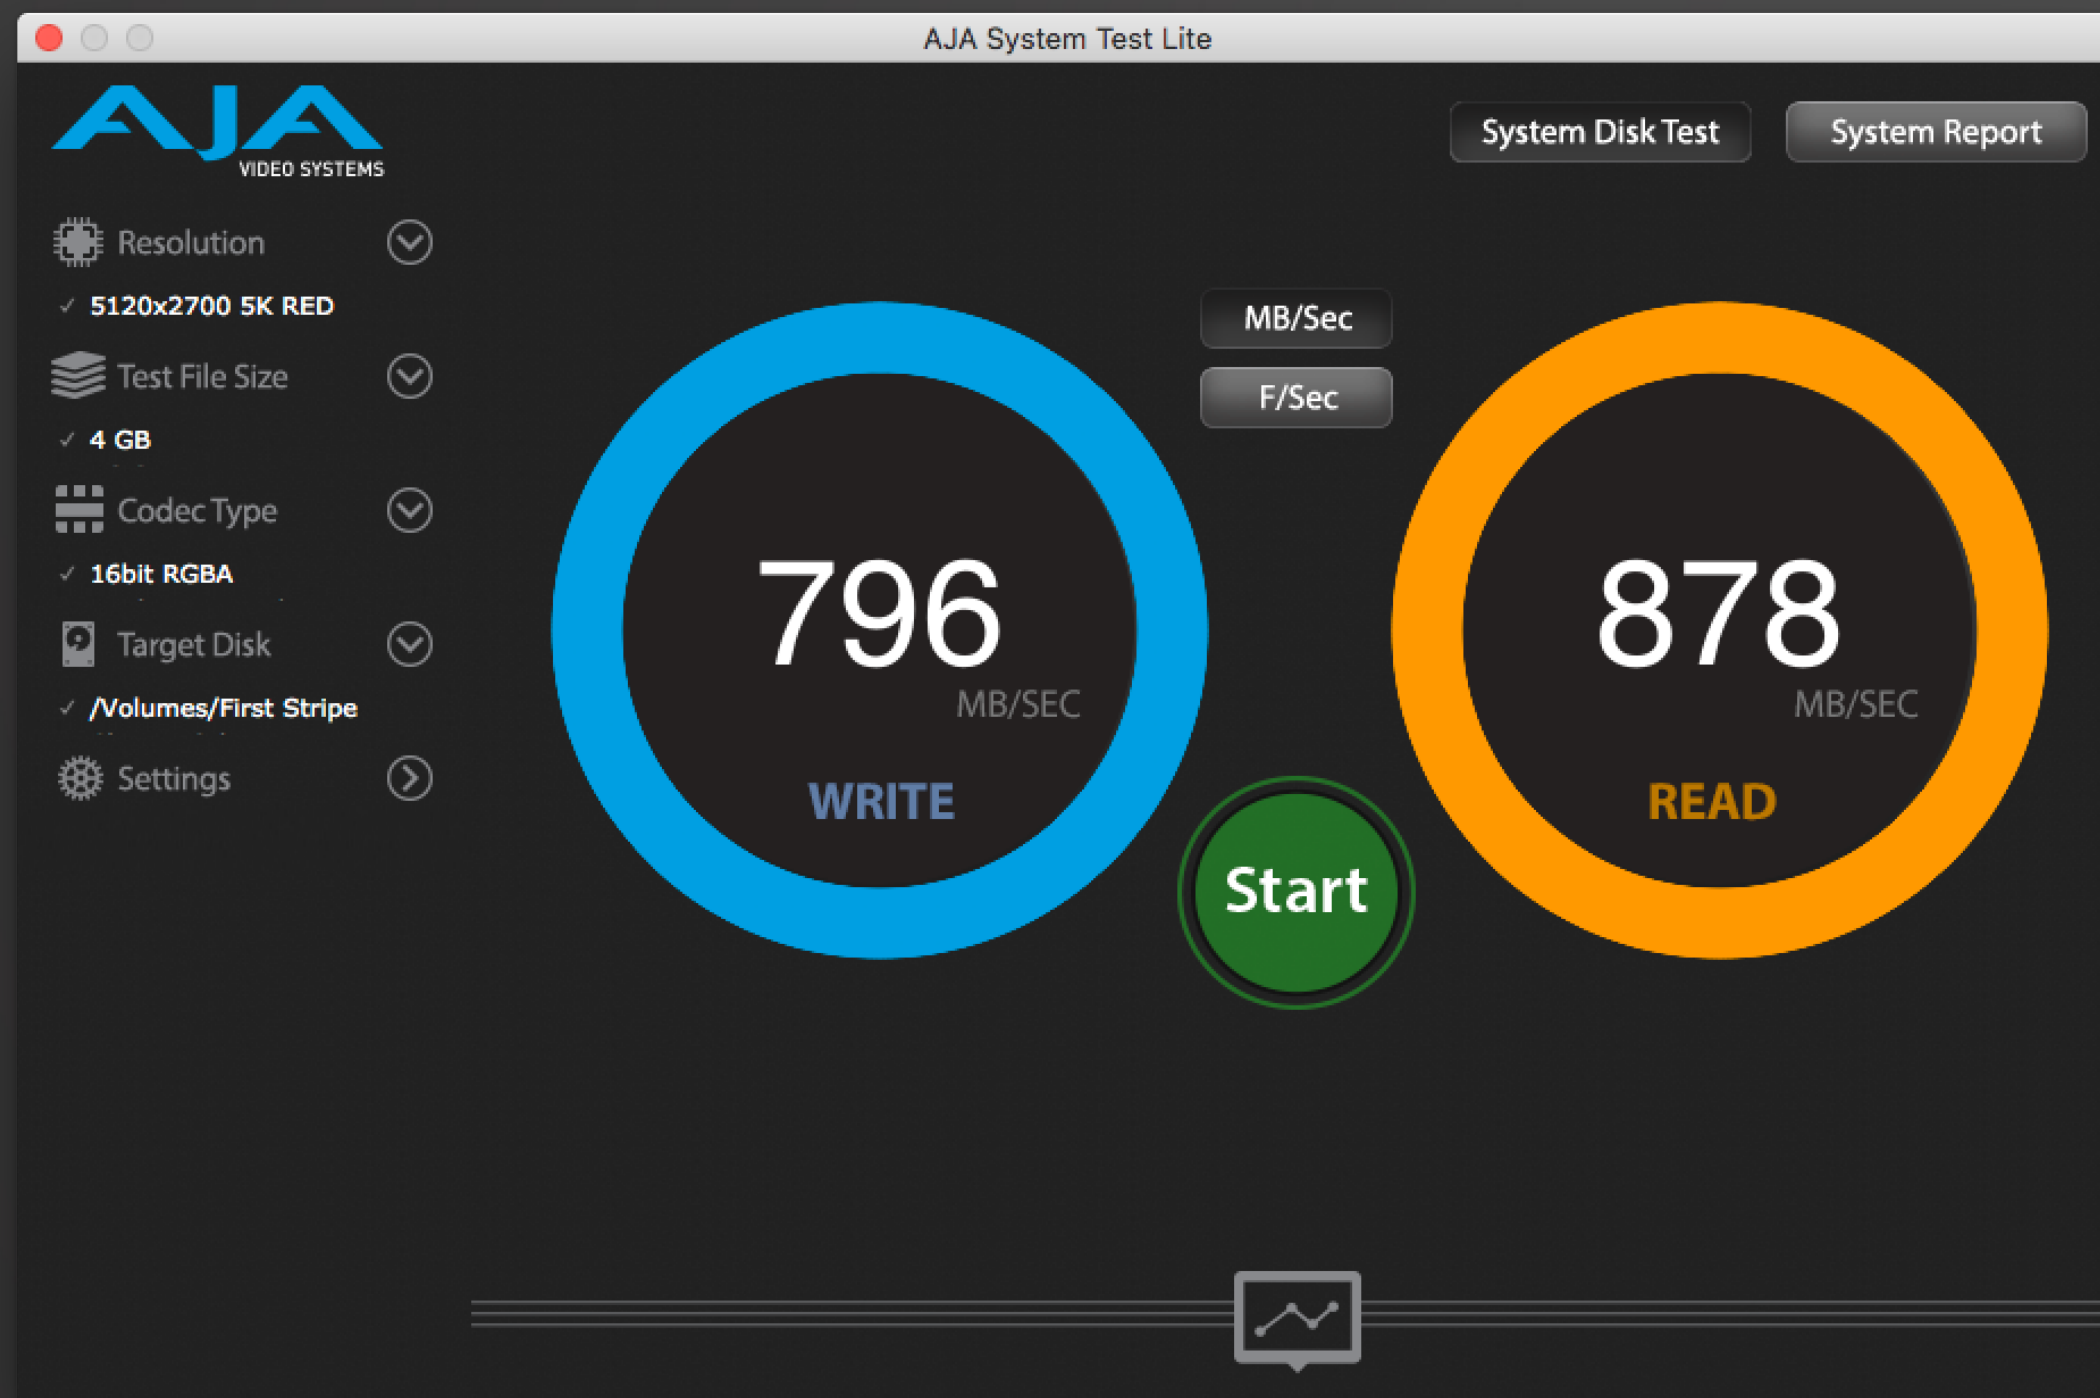 AJA System Test Lite
AJA
VIDEO SYSTEMS
System Disk Test
System Report
Resolution
✓ 5120x2700 5K RED
Test File Size
✓ 4 GB
Codec Type
✓ 16bit RGBA
Target Disk
✓ /Volumes/First Stripe
Settings
MB/Sec
F/Sec
796
MB/SEC
WRITE
878
MB/SEC
READ
Start